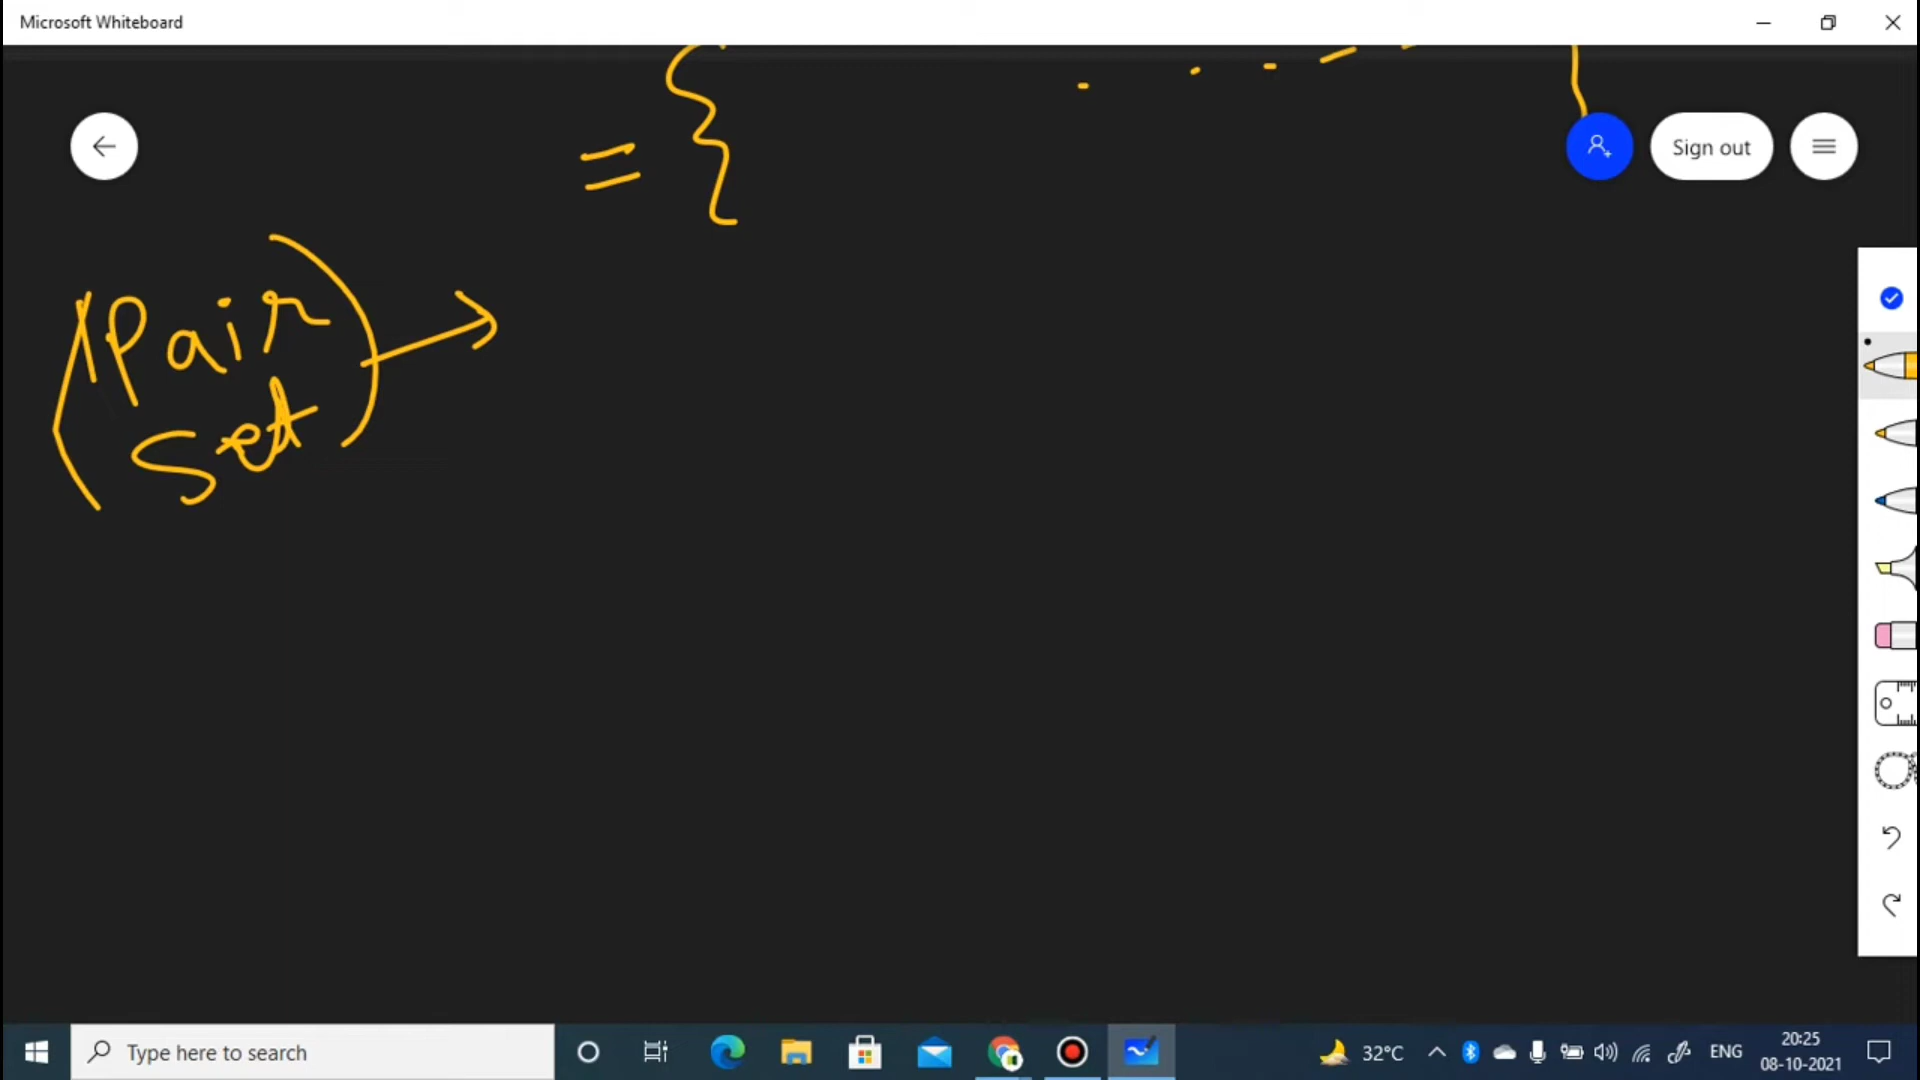 Microsoft Whiteboard
= {
Sign out
(Pair
Set) →
Type here to search
32°C
ENG
20:25
08-10-2021